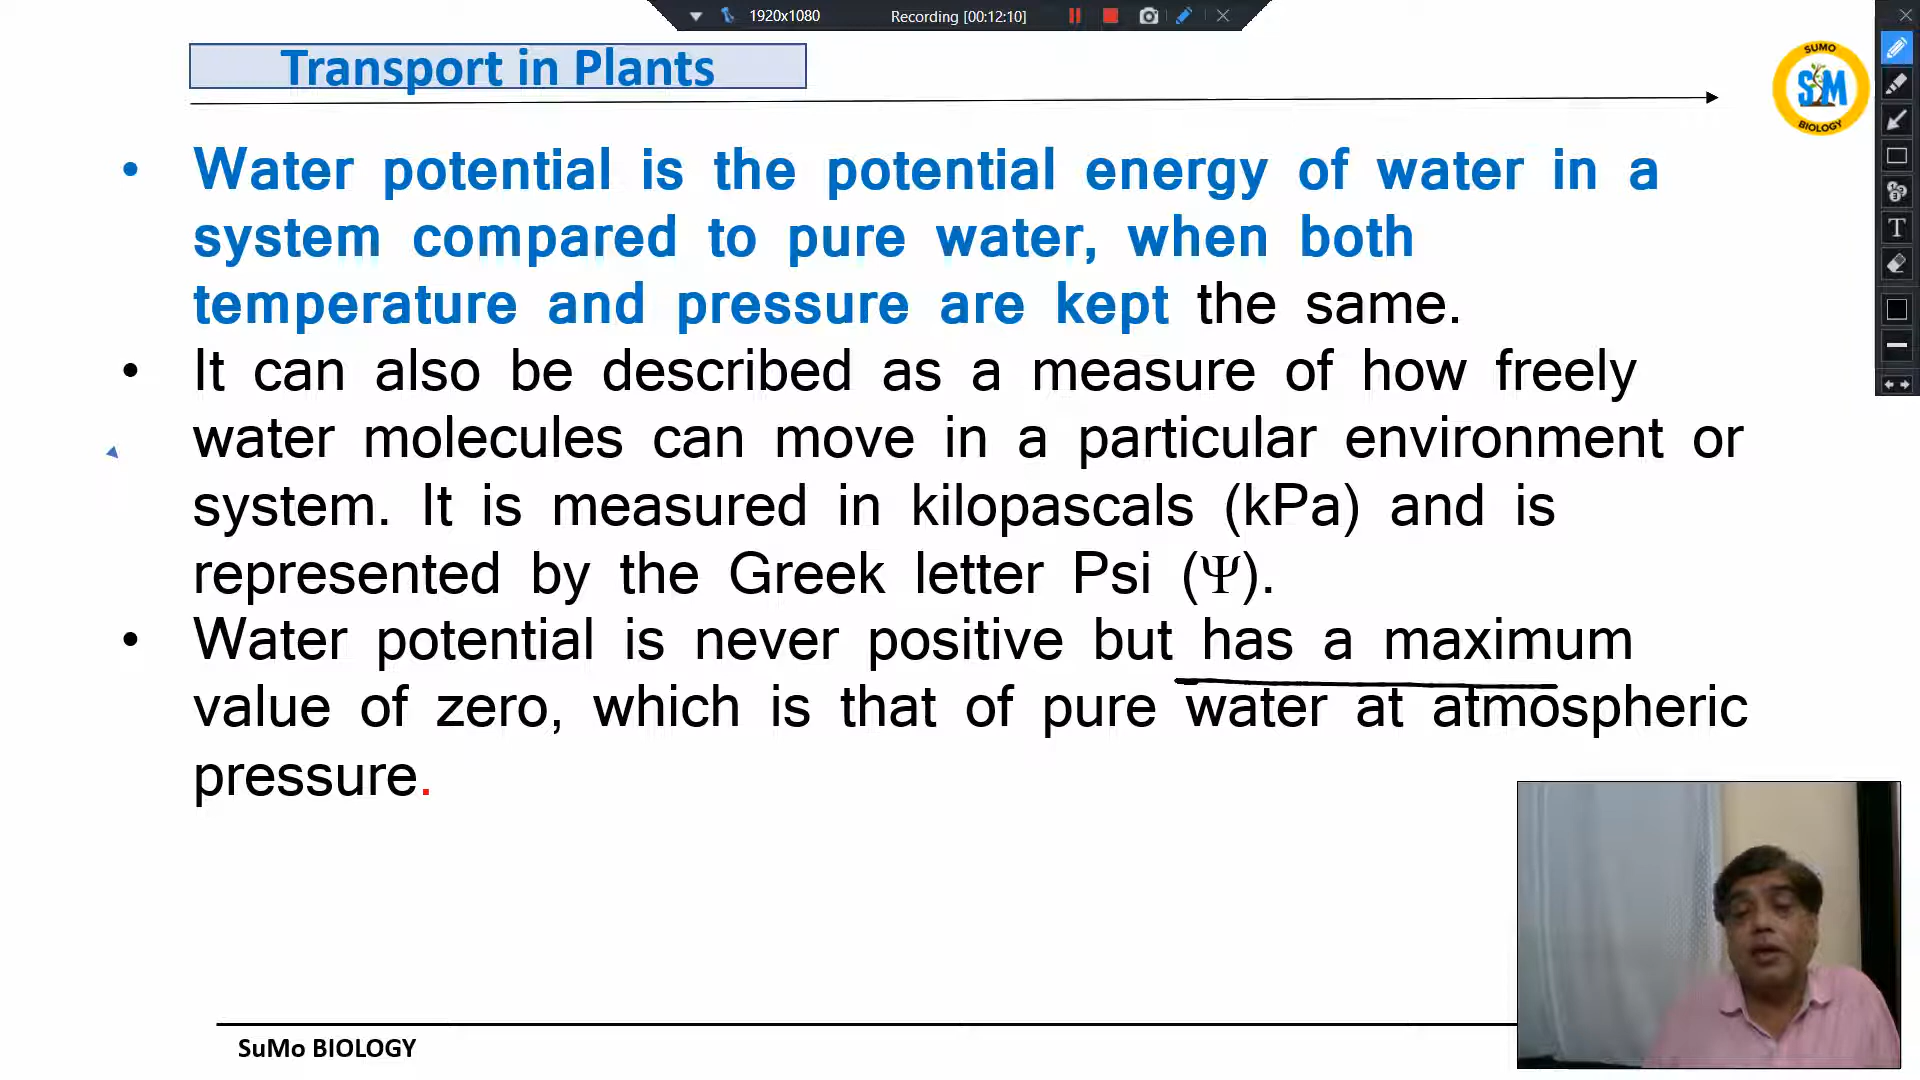 1920x1080 Recording [00:12:10]
Transport in Plants
SUMO
SM
BIOLOGY
• Water potential is the potential energy of water in a
system compared to pure water, when both
temperature and pressure are kept the same.
• It can also be described as a measure of how freely
water molecules can move in a particular environment or
system. It is measured in kilopascals (kPa) and is
represented by the Greek letter Psi (Ψ).
• Water potential is never positive but has a maximum
value of zero, which is that of pure water at atmospheric
pressure.
SuMo BIOLOGY